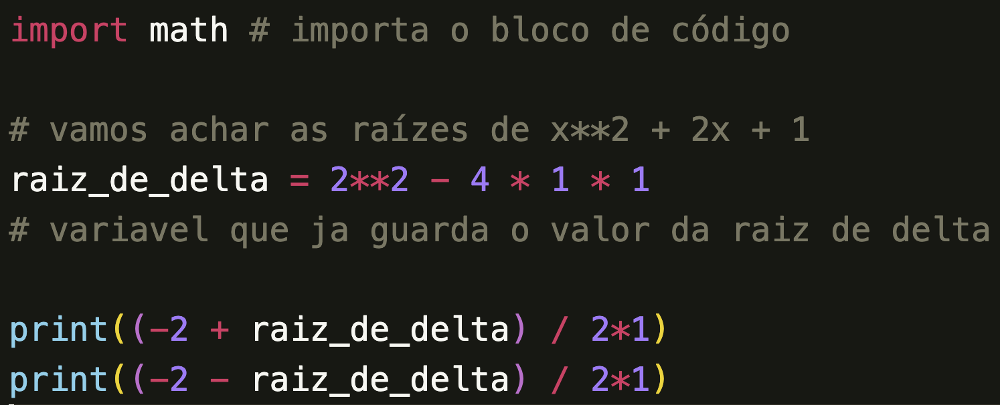 import math # importa o bloco de código
# vamos achar as raízes de x**2 + 2x + 1
raiz_de_delta = 2**2 - 4 * 1 * 1
# variavel que ja guarda o valor da raiz de delta
print((-2 + raiz_de_delta) / 2*1)
print((-2 - raiz_de_delta) / 2*1)